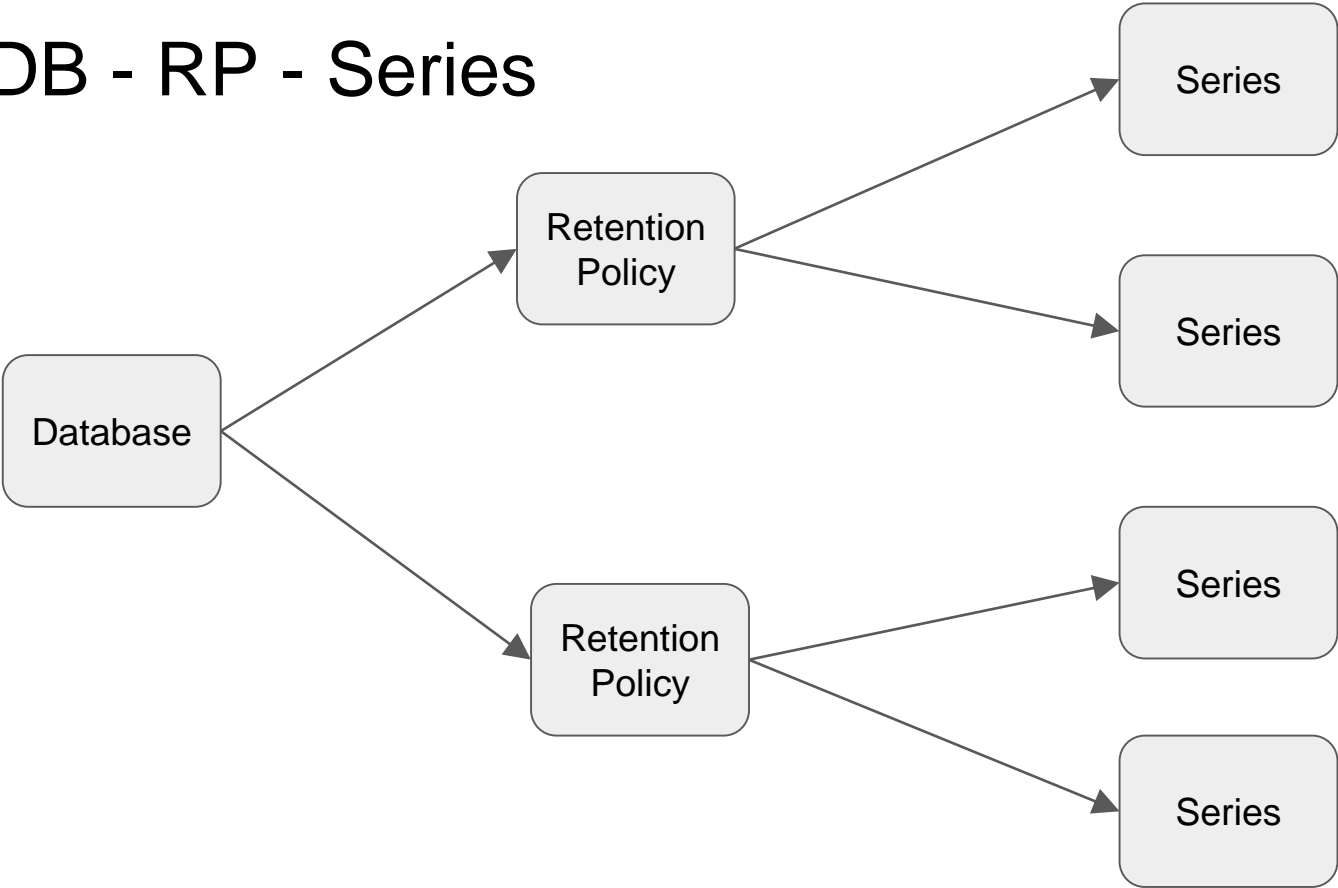 DB - RP - Series
Series
Retention
Policy
Series
Database
Series
Retention
Policy
Series